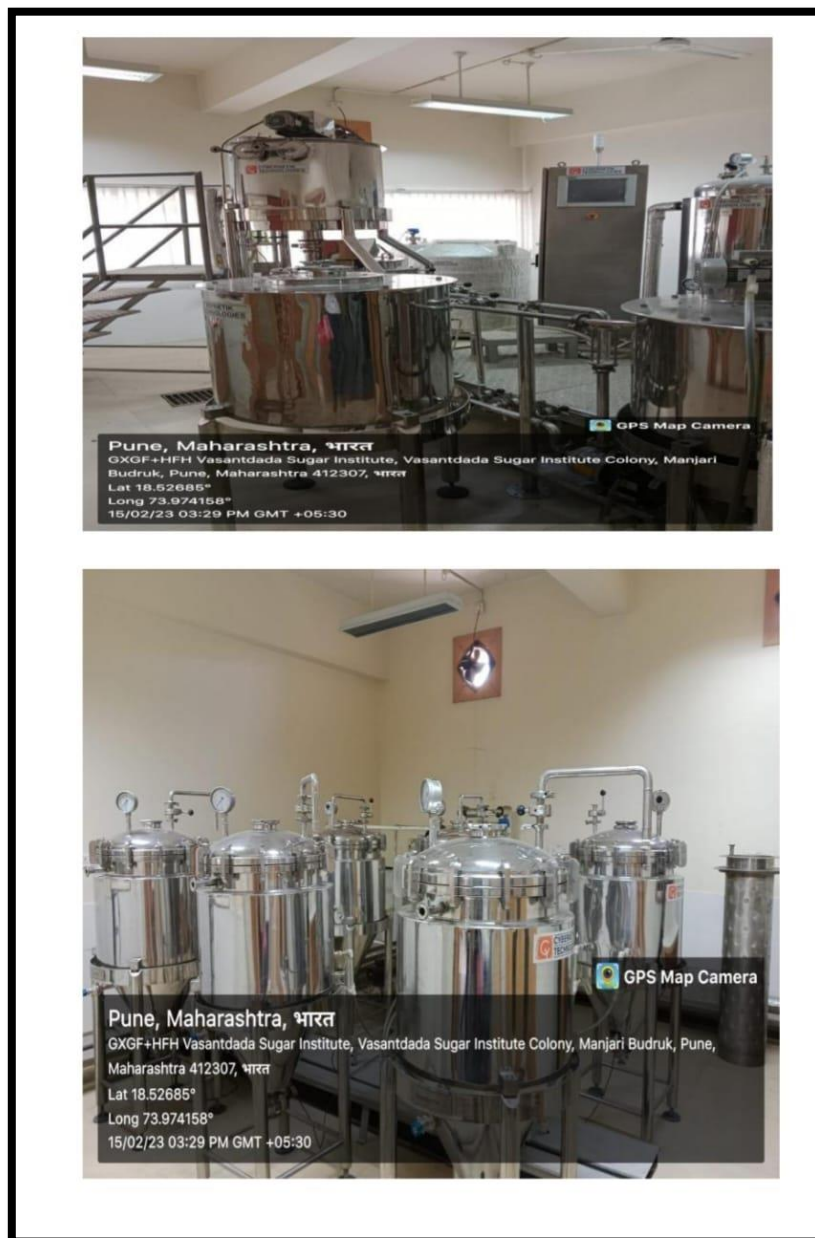 CYBERNETIK
TECHNOLOGIES
GPS Map Camera
Pune, Maharashtra, भारत
GXGF+HFH Vasantdada Sugar Institute, Vasantdada Sugar Institute Colony, Manjari
Budruk, Pune, Maharashtra 412307, भारत
Lat 18.52685°
Long 73.974158°
15/02/23 03:29 PM GMT +05:30
GPS Map Camera
Pune, Maharashtra, भारत
GXGF+HFH Vasantdada Sugar Institute, Vasantdada Sugar Institute Colony, Manjari Budruk, Pune,
Maharashtra 412307, भारत
Lat 18.52685°
Long 73.974158°
15/02/23 03:29 PM GMT +05:30